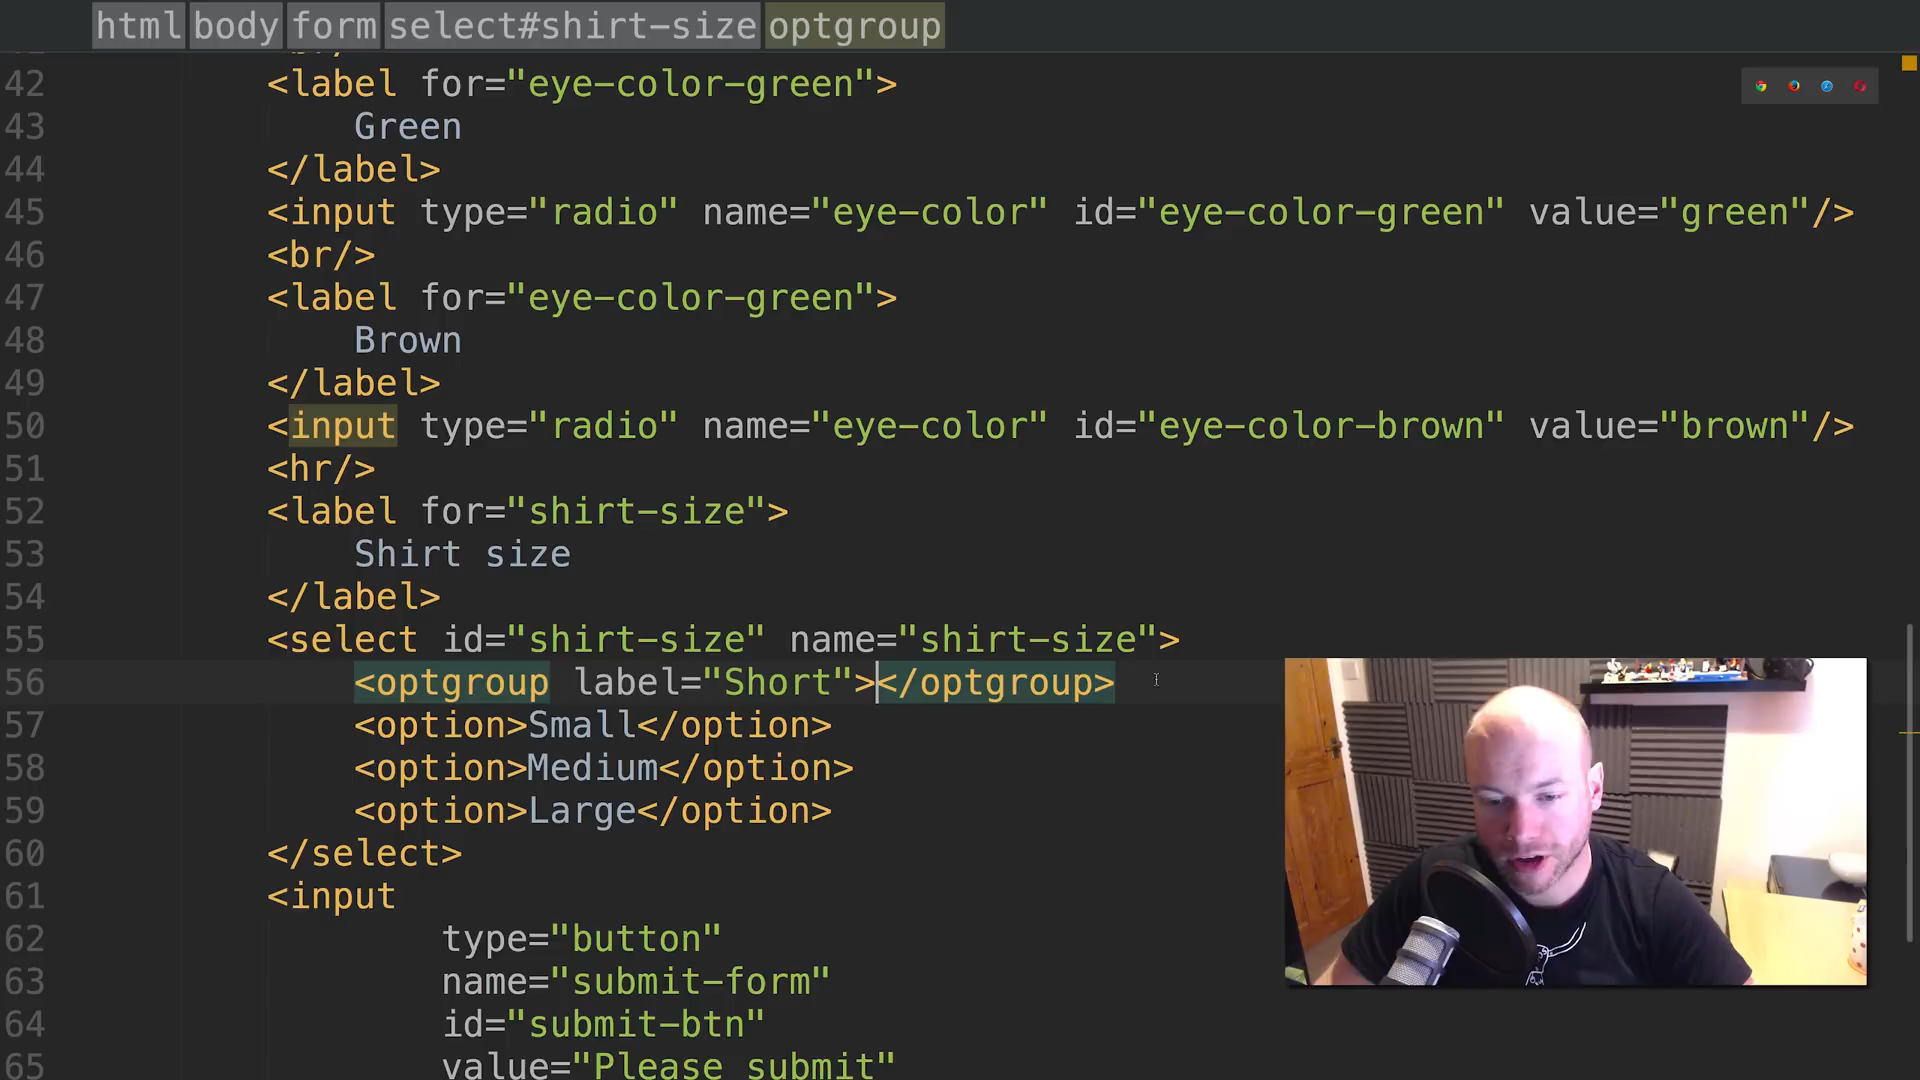 html body form select#shirt-size optgroup
42 <label for="eye-color-green">
43 Green
44 </label>
45 <input type="radio" name="eye-color" id="eye-color-green" value="green"/>
46 <br/>
47 <label for="eye-color-green">
48 Brown
49 </label>
50 <input type="radio" name="eye-color" id="eye-color-brown" value="brown"/>
51 <hr/>
52 <label for="shirt-size">
53 Shirt size
54 </label>
55 <select id="shirt-size" name="shirt-size">
56 <optgroup label="Short"></optgroup>
57 <option>Small</option>
58 <option>Medium</option>
59 <option>Large</option>
60 </select>
61 <input
62 type="button"
63 name="submit-form"
64 id="submit-btn"
65 value="Please submit"